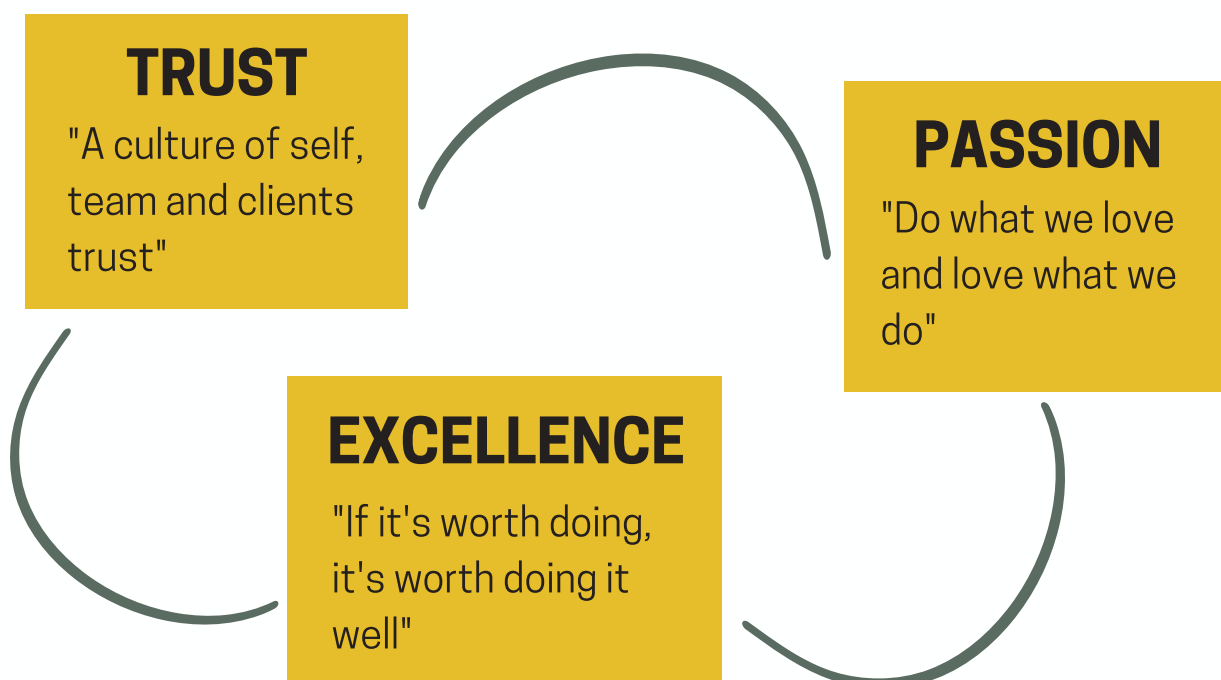 TRUST
"A culture of self,
team and clients
trust"
PASSION
"Do what we love
and love what we
do"
EXCELLENCE
"If it's worth doing,
it's worth doing it
well"